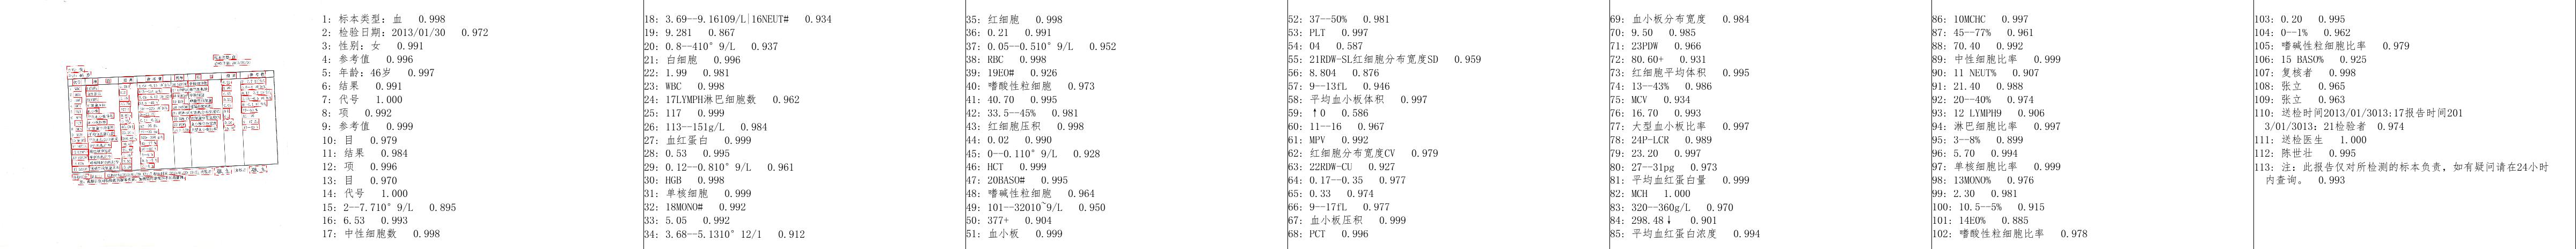 1: 标本类型：血 0.998
2: 检验日期：2013/01/30 0.972
3: 性别：女 0.991
4: 参考值 0.996
5: 年龄：46岁 0.997
6: 结果 0.991
7: 代号 1.000
8: 项 0.992
9: 参考值 0.999
10: 目 0.979
11: 结果 0.984
12: 项 0.996
13: 目 0.970
14: 代号 1.000
15: 2--7.710° 9/L 0.895
16: 6.53 0.993
17: 中性细胞数 0.998
18: 3.69--9.16109/L|16NEUT# 0.934
19: 9.281 0.867
20: 0.8--410° 9/L 0.937
21: 白细胞 0.996
22: 1.99 0.981
23: WBC 0.998
24: 17LYMPH淋巴细胞数 0.962
25: 117 0.999
26: 113--151g/L 0.984
27: 血红蛋白 0.999
28: 0.53 0.995
29: 0.12--0.810° 9/L 0.961
30: HGB 0.998
31: 单核细胞 0.999
32: 18MONO# 0.992
33: 5.05 0.992
34: 3.68--5.1310° 12/1 0.912
35: 红细胞 0.998
36: 0.21 0.991
37: 0.05--0.510° 9/L 0.952
38: RBC 0.998
39: 19EO# 0.926
40: 嗜酸性粒细胞 0.973
41: 40.70 0.995
42: 33.5--45% 0.981
43: 红细胞压积 0.998
44: 0.02 0.990
45: 0--0.110° 9/L 0.928
46: HCT 0.999
47: 20BASO# 0.995
48: 嗜碱性粒细胞 0.964
49: 101--32010~9/L 0.950
50: 377+ 0.904
51: 血小板 0.999
52: 37--50% 0.981
53: PLT 0.997
54: 04 0.587
55: 21RDW-SL红细胞分布宽度SD 0.959
56: 8.804 0.876
57: 9--13fL 0.946
58: 平均血小板体积 0.997
59: ↑0 0.586
60: 11--16 0.967
61: MPV 0.992
62: 红细胞分布宽度CV 0.979
63: 22RDW-CU 0.927
64: 0.17--0.35 0.977
65: 0.33 0.974
66: 9--17fL 0.977
67: 血小板压积 0.999
68: PCT 0.996
69: 血小板分布宽度 0.984
70: 9.50 0.985
71: 23PDW 0.966
72: 80.60+ 0.931
73: 红细胞平均体积 0.995
74: 13--43% 0.986
75: MCV 0.934
76: 16.70 0.993
77: 大型血小板比率 0.997
78: 24P-LCR 0.989
79: 23.20 0.997
80: 27--31pg 0.973
81: 平均血红蛋白量 0.999
82: MCH 1.000
83: 320--360g/L 0.970
84: 298.48↓ 0.901
85: 平均血红蛋白浓度 0.994
86: 10MCHC 0.997
87: 45--77% 0.961
88: 70.40 0.992
89: 中性细胞比率 0.999
90: 11 NEUT% 0.907
91: 21.40 0.988
92: 20--40% 0.974
93: 12 LYMPH9 0.906
94: 淋巴细胞比率 0.997
95: 3--8% 0.899
96: 5.70 0.994
97: 单核细胞比率 0.999
98: 13MONO% 0.976
99: 2.30 0.981
100: 10.5--5% 0.915
101: 14E0% 0.885
102: 嗜酸性粒细胞比率 0.978
103: 0.20 0.995
104: 0--1% 0.962
105: 嗜碱性粒细胞比率 0.979
106: 15 BASO% 0.925
107: 复核者 0.998
108: 张立 0.965
109: 张立 0.963
110: 送检时间2013/01/3013:17报告时间201
3/01/3013：21检验者 0.974
111: 送检医生 1.000
112: 陈世壮 0.995
113: 注：此报告仅对所检测的标本负责，如有疑问请在24小时
内查询。 0.993